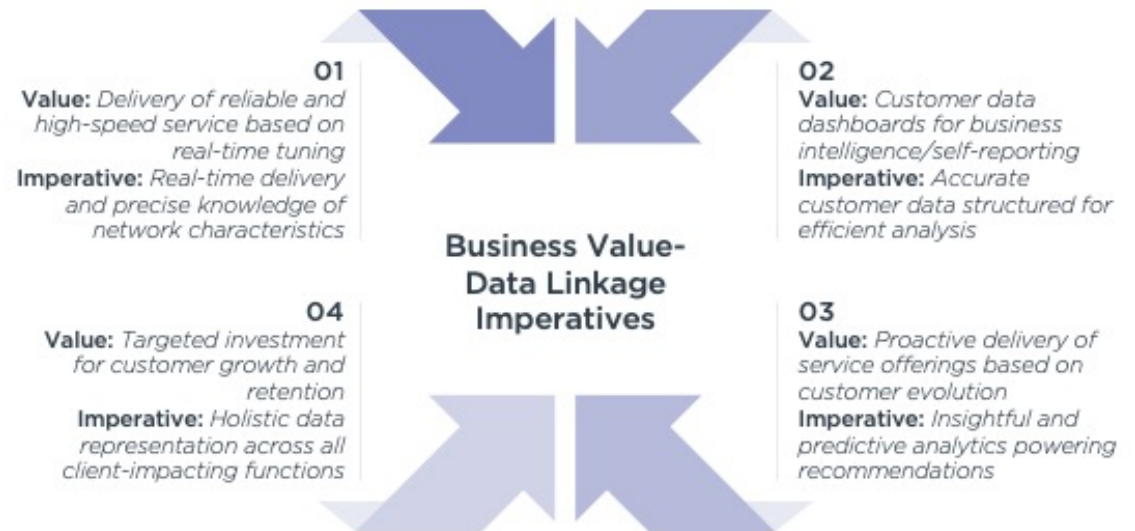 01
Value: Delivery of reliable and
high-speed service based on
real-time tuning
Imperative: Real-time delivery
and precise knowledge of
network characteristics
02
Value: Customer data
dashboards for business
intelligence/self-reporting
Imperative: Accurate
customer data structured for
efficient analysis
Business Value-
Data Linkage
Imperatives
04
Value: Targeted investment
for customer growth and
retention
Imperative: Holistic data
representation across all
client-impacting functions
03
Value: Proactive delivery of
service offerings based on
customer evolution
Imperative: Insightful and
predictive analytics powering
recommendations